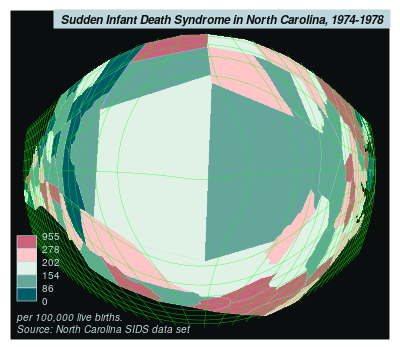 Sudden Infant Death Syndrome in North Carolina, 1974-1978
955
278
202
154
86
0
per 100,000 live births.
Source: North Carolina SIDS data set